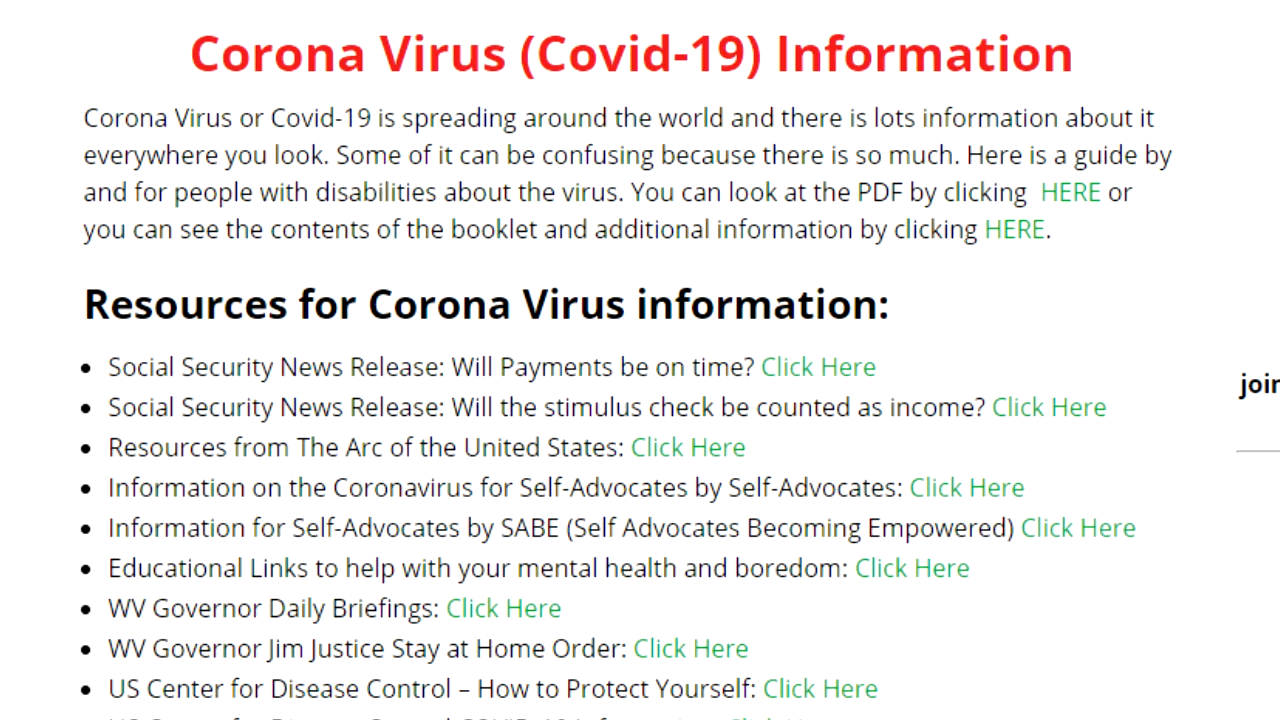 Corona Virus (Covid-19) Information
Corona Virus or Covid-19 is spreading around the world and there is lots information about it
everywhere you look. Some of it can be confusing because there is so much. Here is a guide by
and for people with disabilities about the virus. You can look at the PDF by clicking  HERE or
you can see the contents of the booklet and additional information by clicking HERE.
Resources for Corona Virus information:
Social Security News Release: Will Payments be on time? Click Here
Social Security News Release: Will the stimulus check be counted as income? Click Here
join
Resources from The Arc of the United States: Click Here
Information on the Coronavirus for Self-Advocates by Self-Advocates: Click Here
Information for Self-Advocates by SABE (Self Advocates Becoming Empowered) Click Here
Educational Links to help with your mental health and boredom: Click Here
WV Governor Daily Briefings: Click Here
WV Governor Jim Justice Stay at Home Order: Click Here
US Center for Disease Control – How to Protect Yourself: Click Here